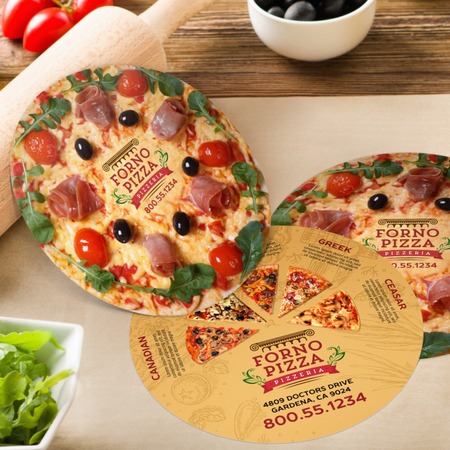 FORNO
PIZZA
PIZZERIA
800.55.1234
FORNO
PIZZA
PIZZERIA
00.55.1234
GREEK
CEASAR
CANADIAN
FORNO
PIZZA
PIZZERIA
4809 DOCTORS DRIVE
GARDENA, CA 9024
800.55.1234